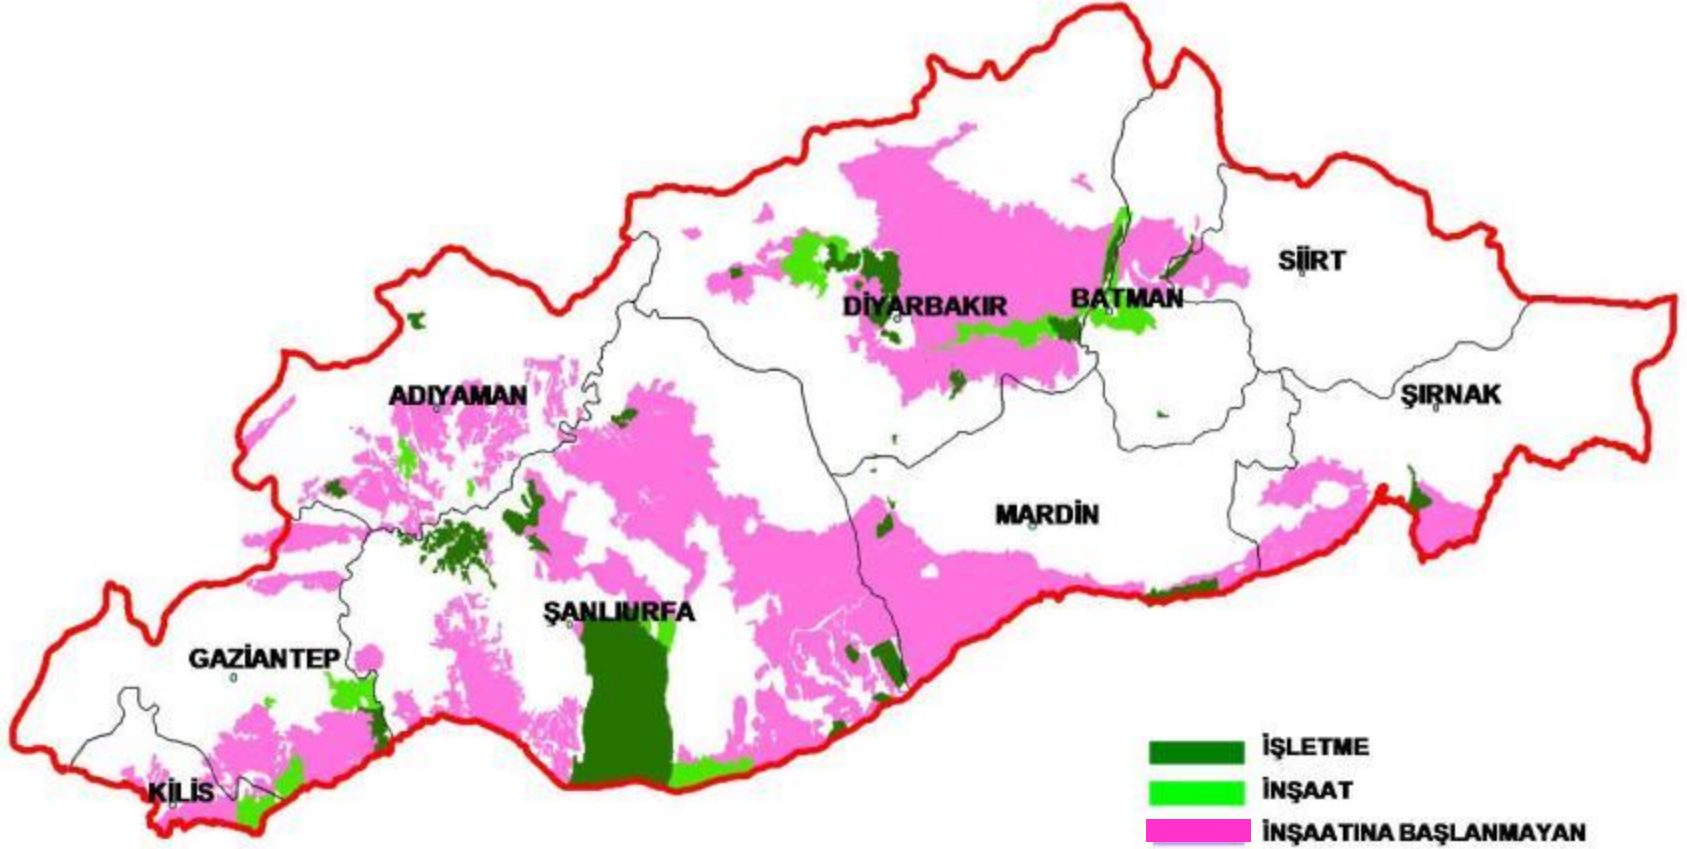 SİİRT
DİYARBAKIR
BATMAN
ADIYAMAN
ŞIRNAK
MARDİN
ŞANLIURFA
GAZİANTEP
KİLİS
İŞLETME
İNŞAAT
İNŞAATINA BAŞLANMAYAN